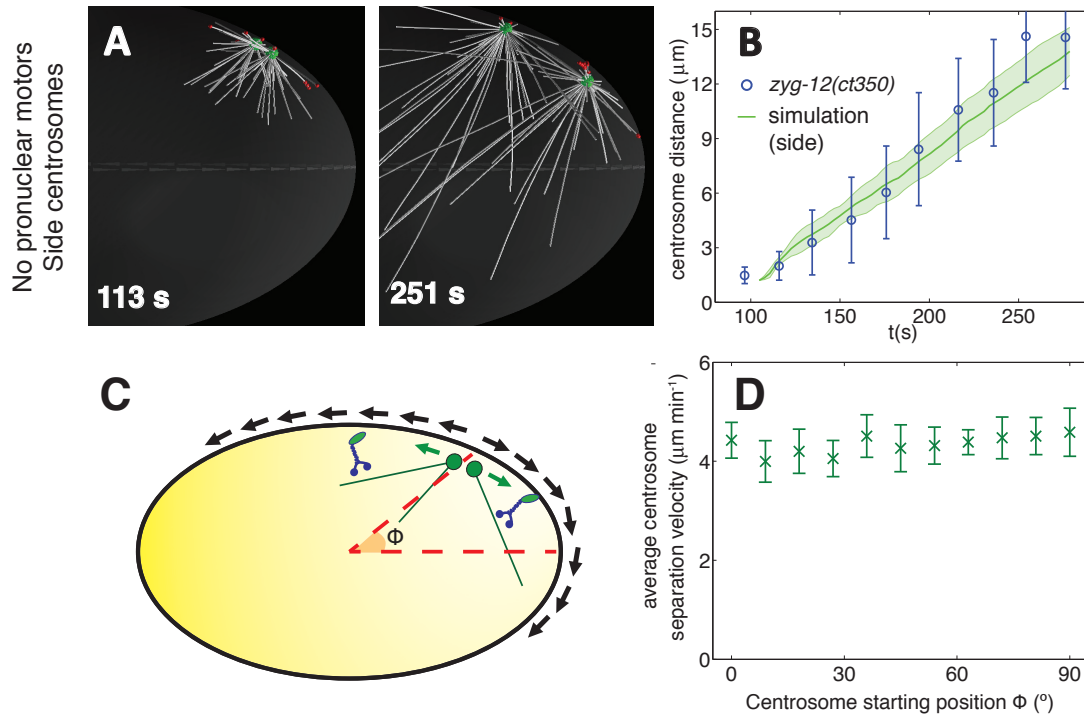 No pronuclear motors
Side centrosomes
A
113 s
251 s
B
centrosome distance (μm)
15
12
9
6
3
0
zyg-12(ct350)
simulation
(side)
100
150
200
250
t(s)
C
Φ
D
average centrosome
separation velocity (μm min⁻¹)
6
4
2
0
0
30
60
90
Centrosome starting position Φ (º)